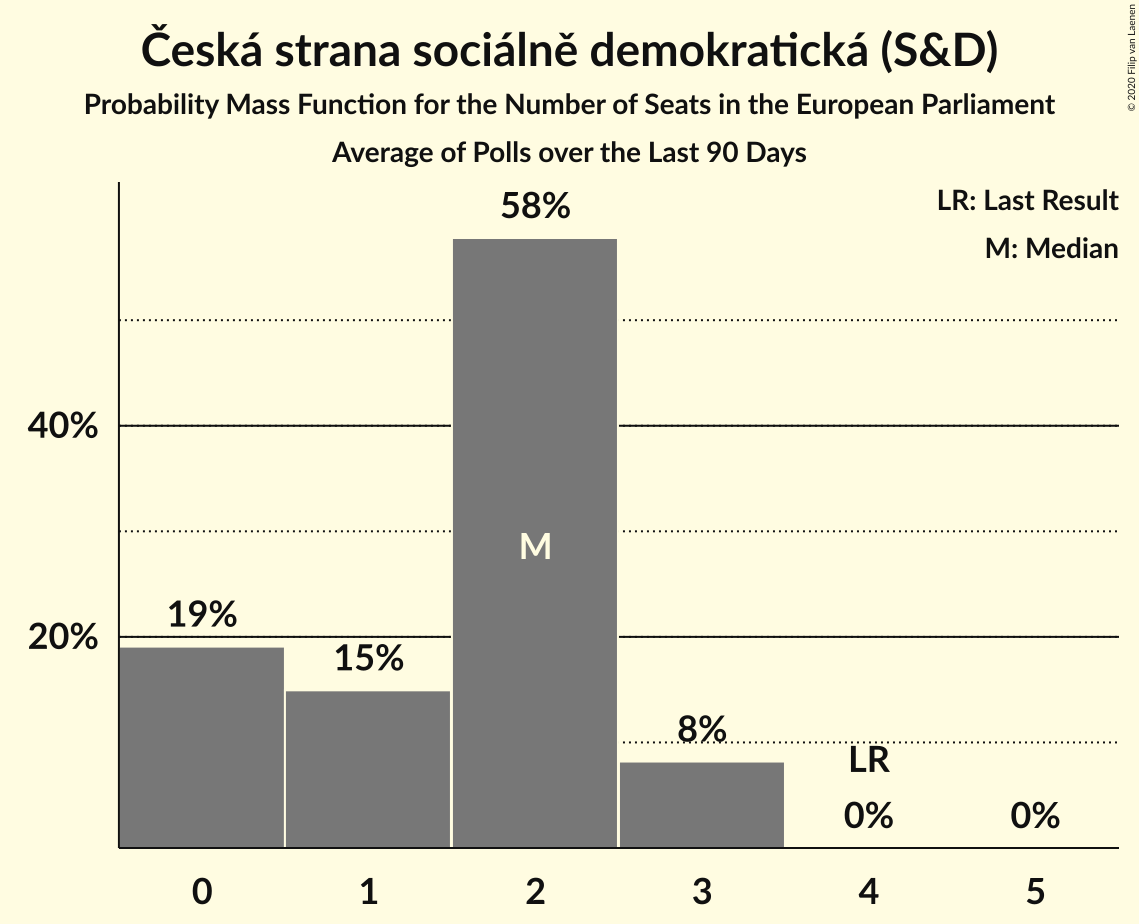 Česká strana sociálně demokratická (S&D)
Probability Mass Function for the Number of Seats in the European Parliament
Average of Polls over the Last 90 Days
© 2020 Filip van Laenen
LR: Last Result
M: Median
58%
40%
M
19%
20%
15%
8%
LR
0%
0%
0
1
2
3
4
5